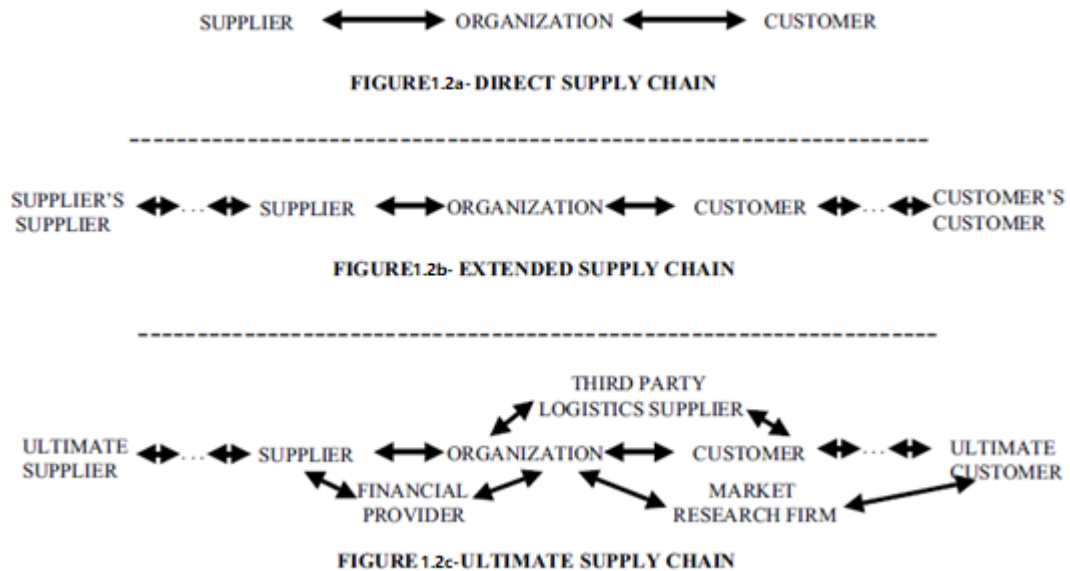 SUPPLIER ORGANIZATION CUSTOMER
FIGURE1.2a- DIRECT SUPPLY CHAIN
SUPPLIER'S
SUPPLIER
...
SUPPLIER ORGANIZATION CUSTOMER
...
CUSTOMER'S
CUSTOMER
FIGURE1.2b- EXTENDED SUPPLY CHAIN
THIRD PARTY
LOGISTICS SUPPLIER
ULTIMATE
SUPPLIER
...
SUPPLIER ORGANIZATION CUSTOMER
...
ULTIMATE
CUSTOMER
FINANCIAL
PROVIDER
MARKET
RESEARCH FIRM
FIGURE1.2c-ULTIMATE SUPPLY CHAIN